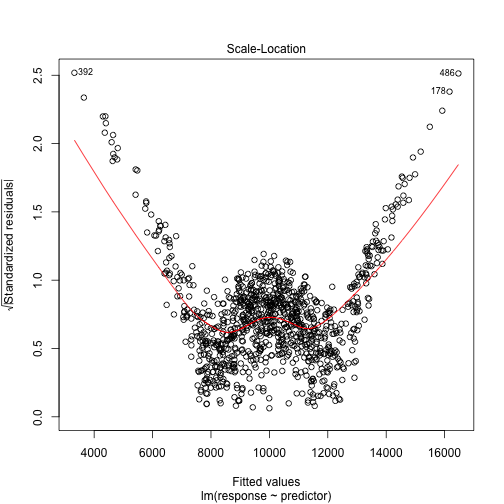 Scale-Location
√|Standardized residuals|
2.5
2.0
1.5
1.0
0.5
0.0
392
486
178
4000 6000 8000 10000 12000 14000 16000
Fitted values
lm(response ~ predictor)